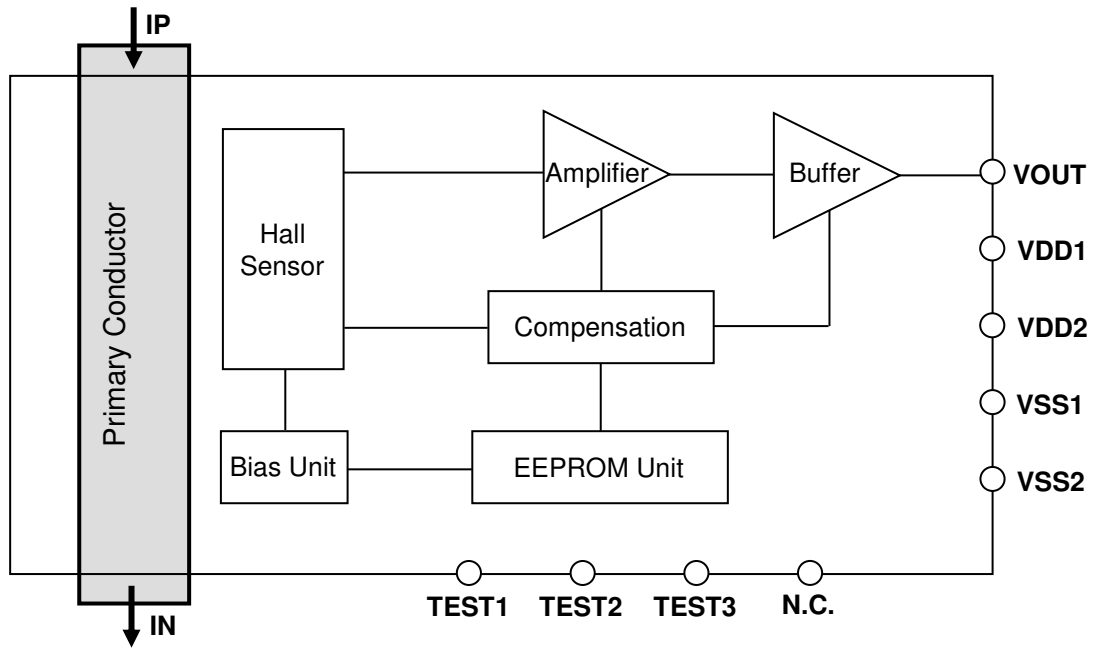 IP
Primary Conductor
Hall
Sensor
Amplifier
Buffer
Compensation
Bias Unit
EEPROM Unit
VOUT
VDD1
VDD2
VSS1
VSS2
TEST1
TEST2
TEST3
N.C.
IN